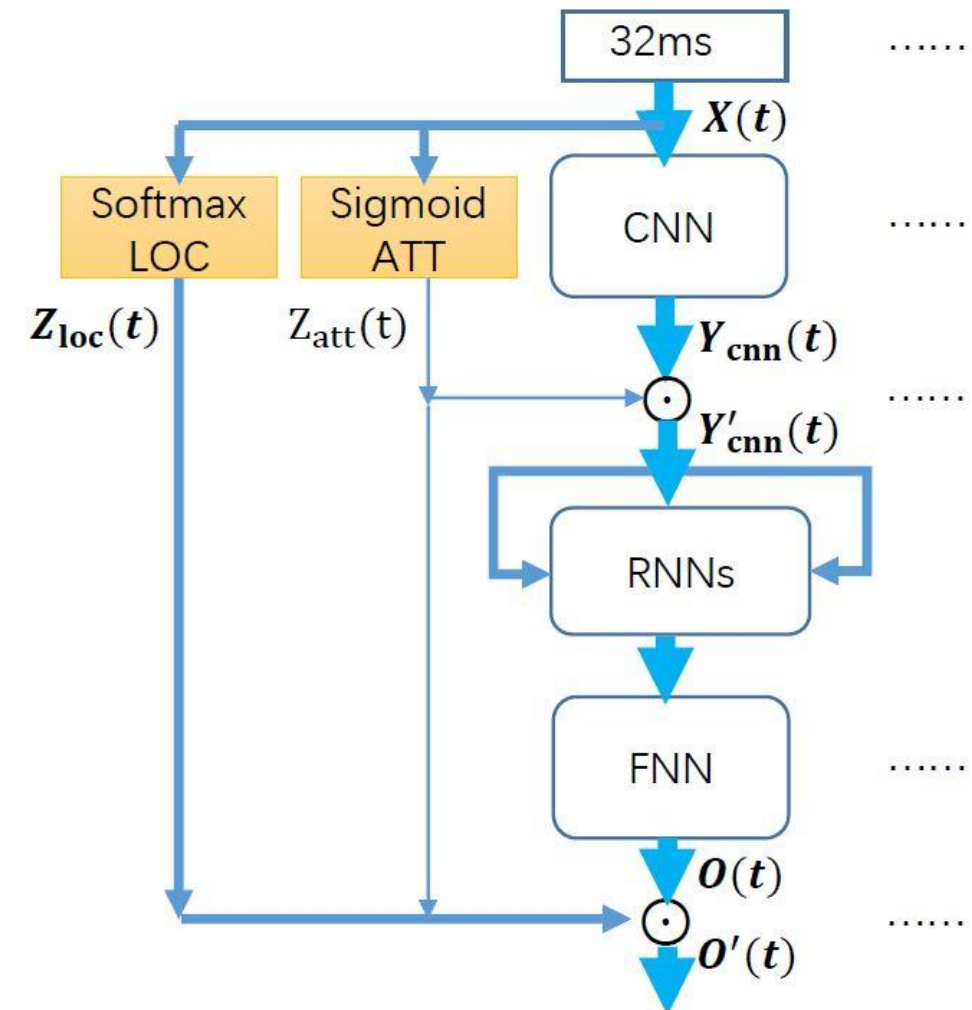 32ms
……
X(t)
Softmax
LOC
Sigmoid
ATT
CNN
……
Z_loc(t)
Z_att(t)
Y_cnn(t)
⊙
……
Y′_cnn(t)
RNNs
FNN
……
O(t)
⊙
……
O′(t)